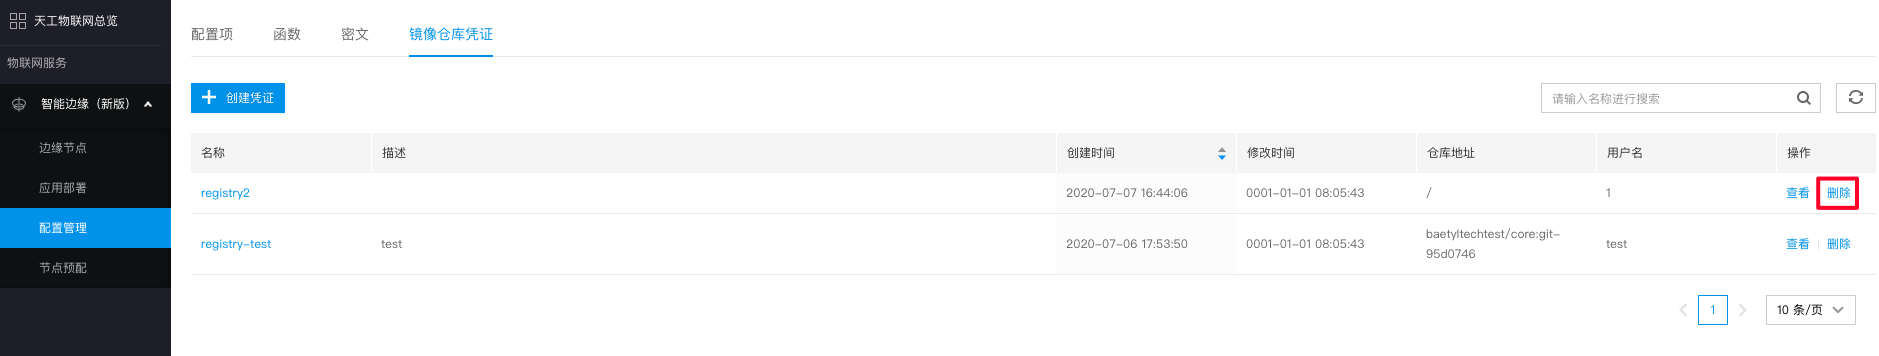 天工物联网总览
物联网服务
智能边缘（新版）
边缘节点
应用部署
配置管理
节点预配
配置项 函数 密文 镜像仓库凭证
创建凭证
请输入名称进行搜索
名称 描述 创建时间 修改时间 仓库地址 用户名 操作
registry2 2020-07-07 16:44:06 0001-01-01 08:05:43 / 1 查看 删除
registry-test test 2020-07-06 17:53:50 0001-01-01 08:05:43 baetyltechtest/core:git- test 查看 删除
95d0746
1 10 条/页